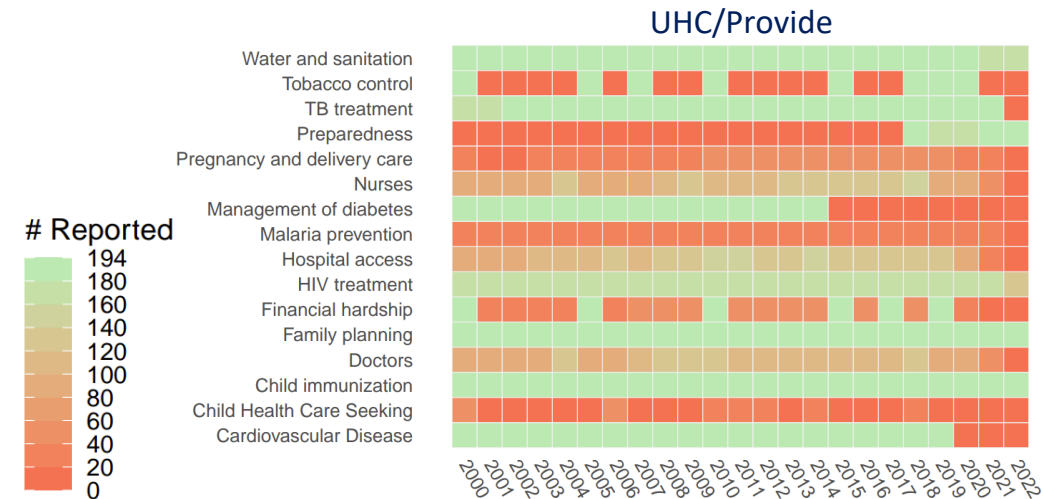 UHC/Provide
Water and sanitation
Tobacco control
TB treatment
Preparedness
Pregnancy and delivery care
Nurses
Management of diabetes
Malaria prevention
Hospital access
HIV treatment
Financial hardship
Family planning
Doctors
Child immunization
Child Health Care Seeking
Cardiovascular Disease
# Reported
194
180
160
140
120
100
80
60
40
20
0
2000 2001 2002 2003 2004 2005 2006 2007 2008 2009 2010 2011 2012 2013 2014 2015 2016 2017 2018 2019 2020 2021 2022